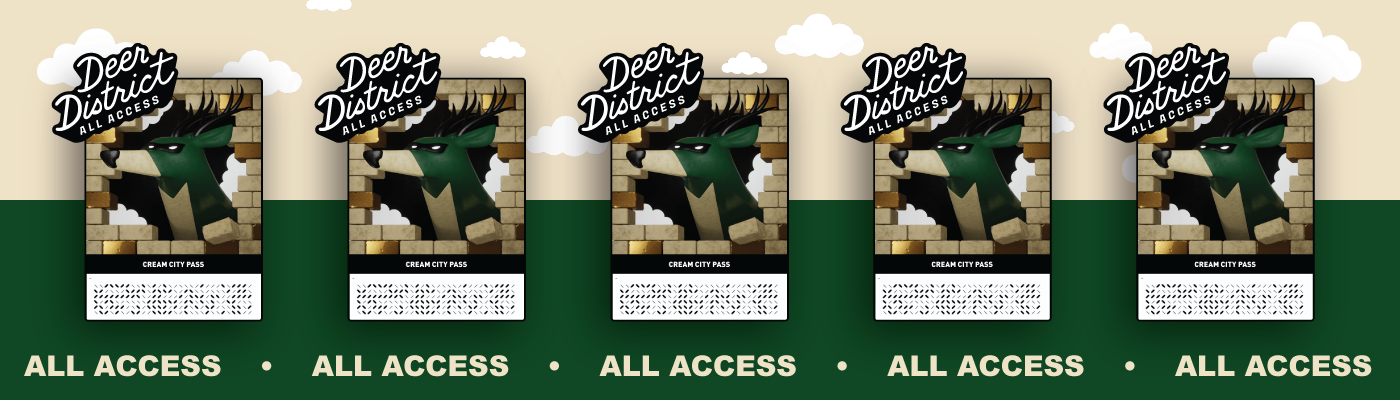 Deer
District
ALL ACCESS
CREAM CITY PASS
Deer
District
ALL ACCESS
CREAM CITY PASS
Deer
District
ALL ACCESS
CREAM CITY PASS
Deer
District
ALL ACCESS
CREAM CITY PASS
Deer
District
ALL ACCESS
CREAM CITY PASS
ALL ACCESS • ALL ACCESS • ALL ACCESS • ALL ACCESS • ALL ACCESS